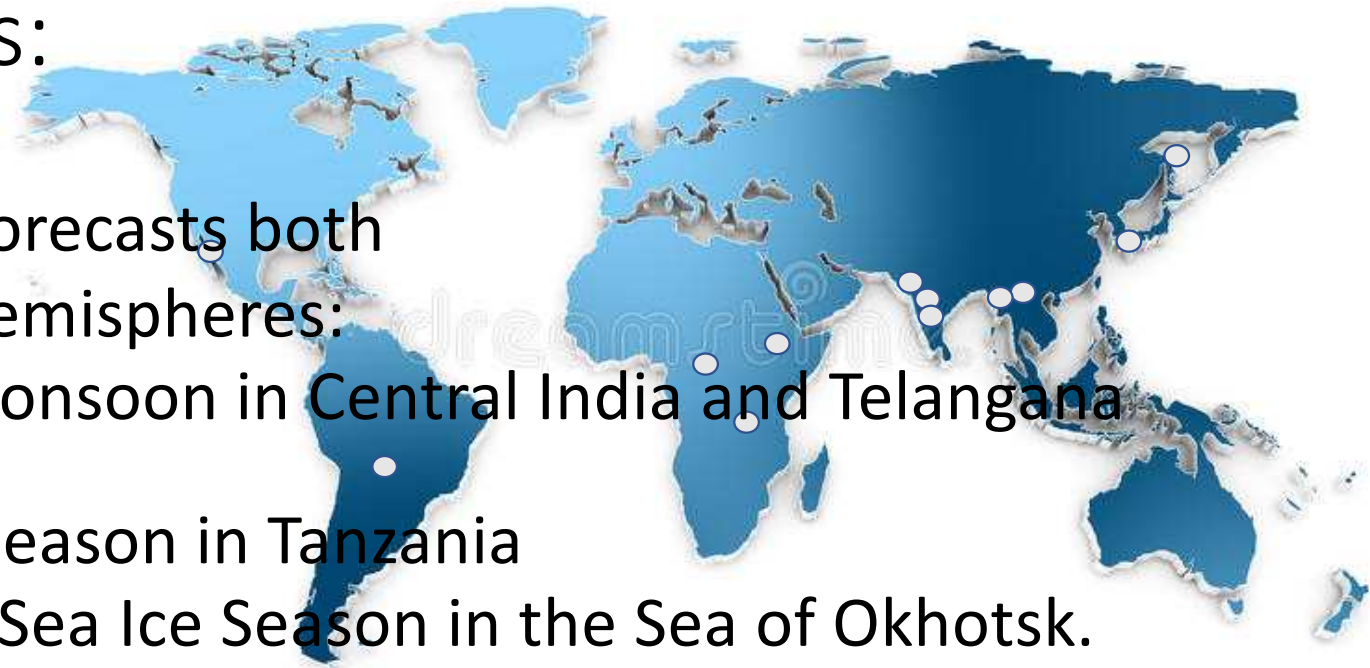 s:
orecasts both
emispheres:
dreamstime
onsoon in Central India and Telangana
eason in Tanzania
Sea Ice Season in the Sea of Okhotsk.